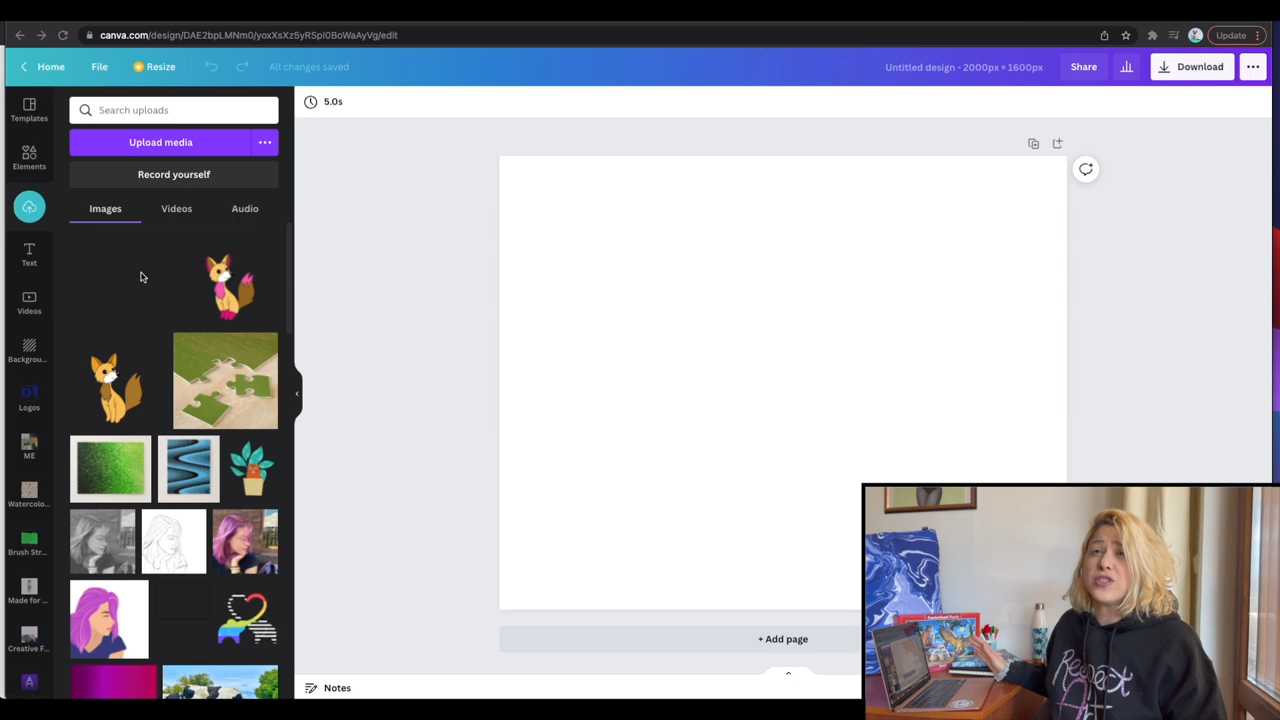 canva.com/design/DAE2bpLMNm0/yoxXsXz5yRSpI0BoWaAyVg/edit
Update
Home
File
Resize
All changes saved
Untitled design - 2000px × 1600px
Share
Download
Templates
Search uploads
5.0s
Upload media
Elements
Record yourself
Images
Videos
Audio
Text
Videos
Backgrou...
Logos
ME
Watercolo...
Brush Str...
Made for ...
Creative F...
+ Add page
Notes
Respect